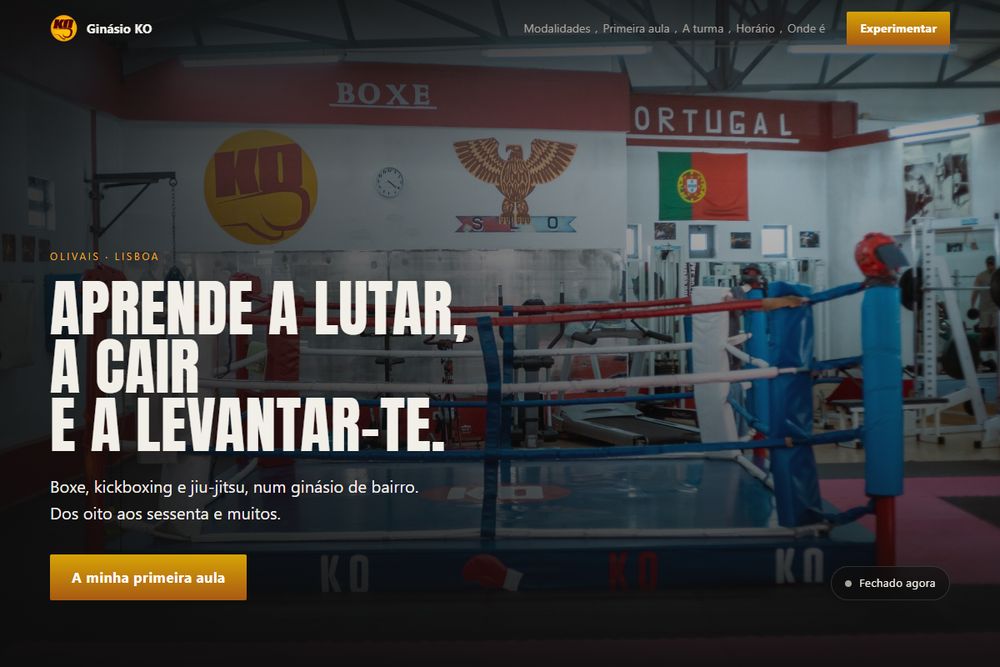 KO
Ginásio KO
Modalidades , Primeira aula , A turma , Horário , Onde é
Experimentar
BOXE
ORTUGAL
KO
S L O
OLIVAIS · LISBOA
APRENDE A LUTAR,
A CAIR
E A LEVANTAR-TE.
Boxe, kickboxing e jiu-jitsu, num ginásio de bairro.
Dos oito aos sessenta e muitos.
A minha primeira aula
KO
KO
KO
Fechado agora